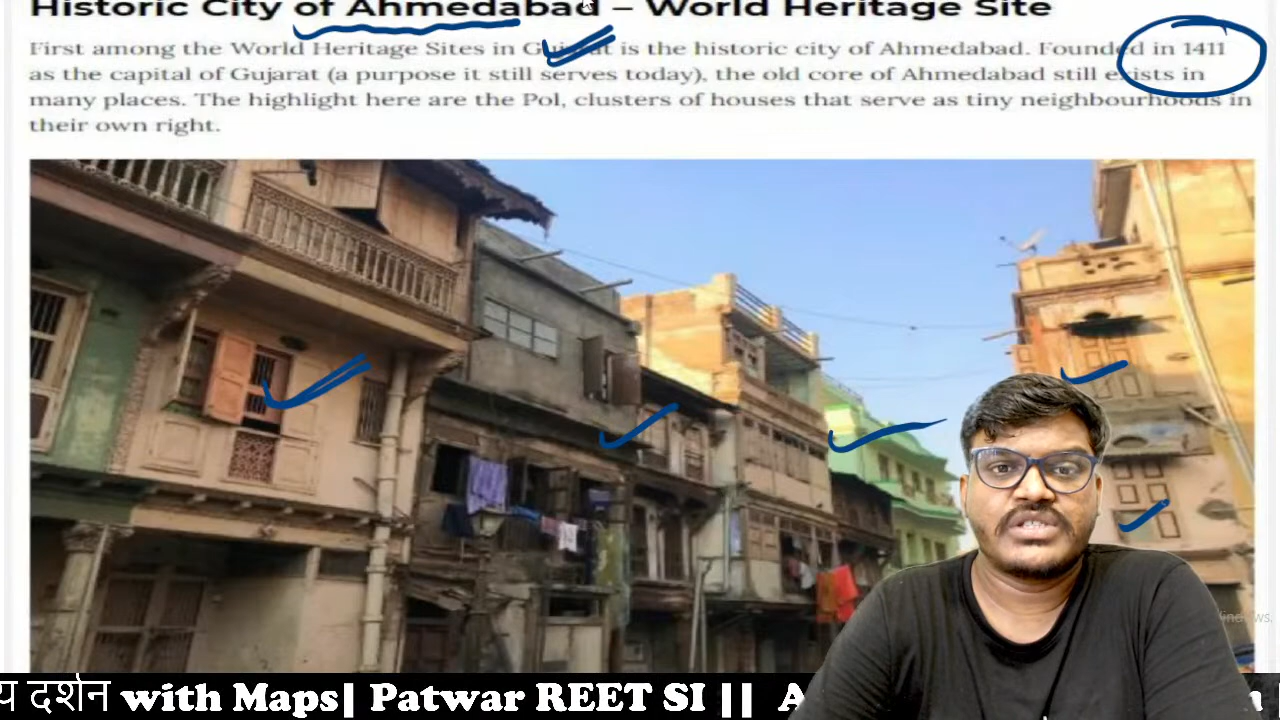 Historic City of Ahmedabad – World Heritage Site
First among the World Heritage Sites in Gujarat is the historic city of Ahmedabad. Founded in 1411
as the capital of Gujarat (a purpose it still serves today), the old core of Ahmedabad still exists in
many places. The highlight here are the Pol, clusters of houses that serve as tiny neighbourhoods in
their own right.
दर्शन with Maps| Patwar REET SI || A